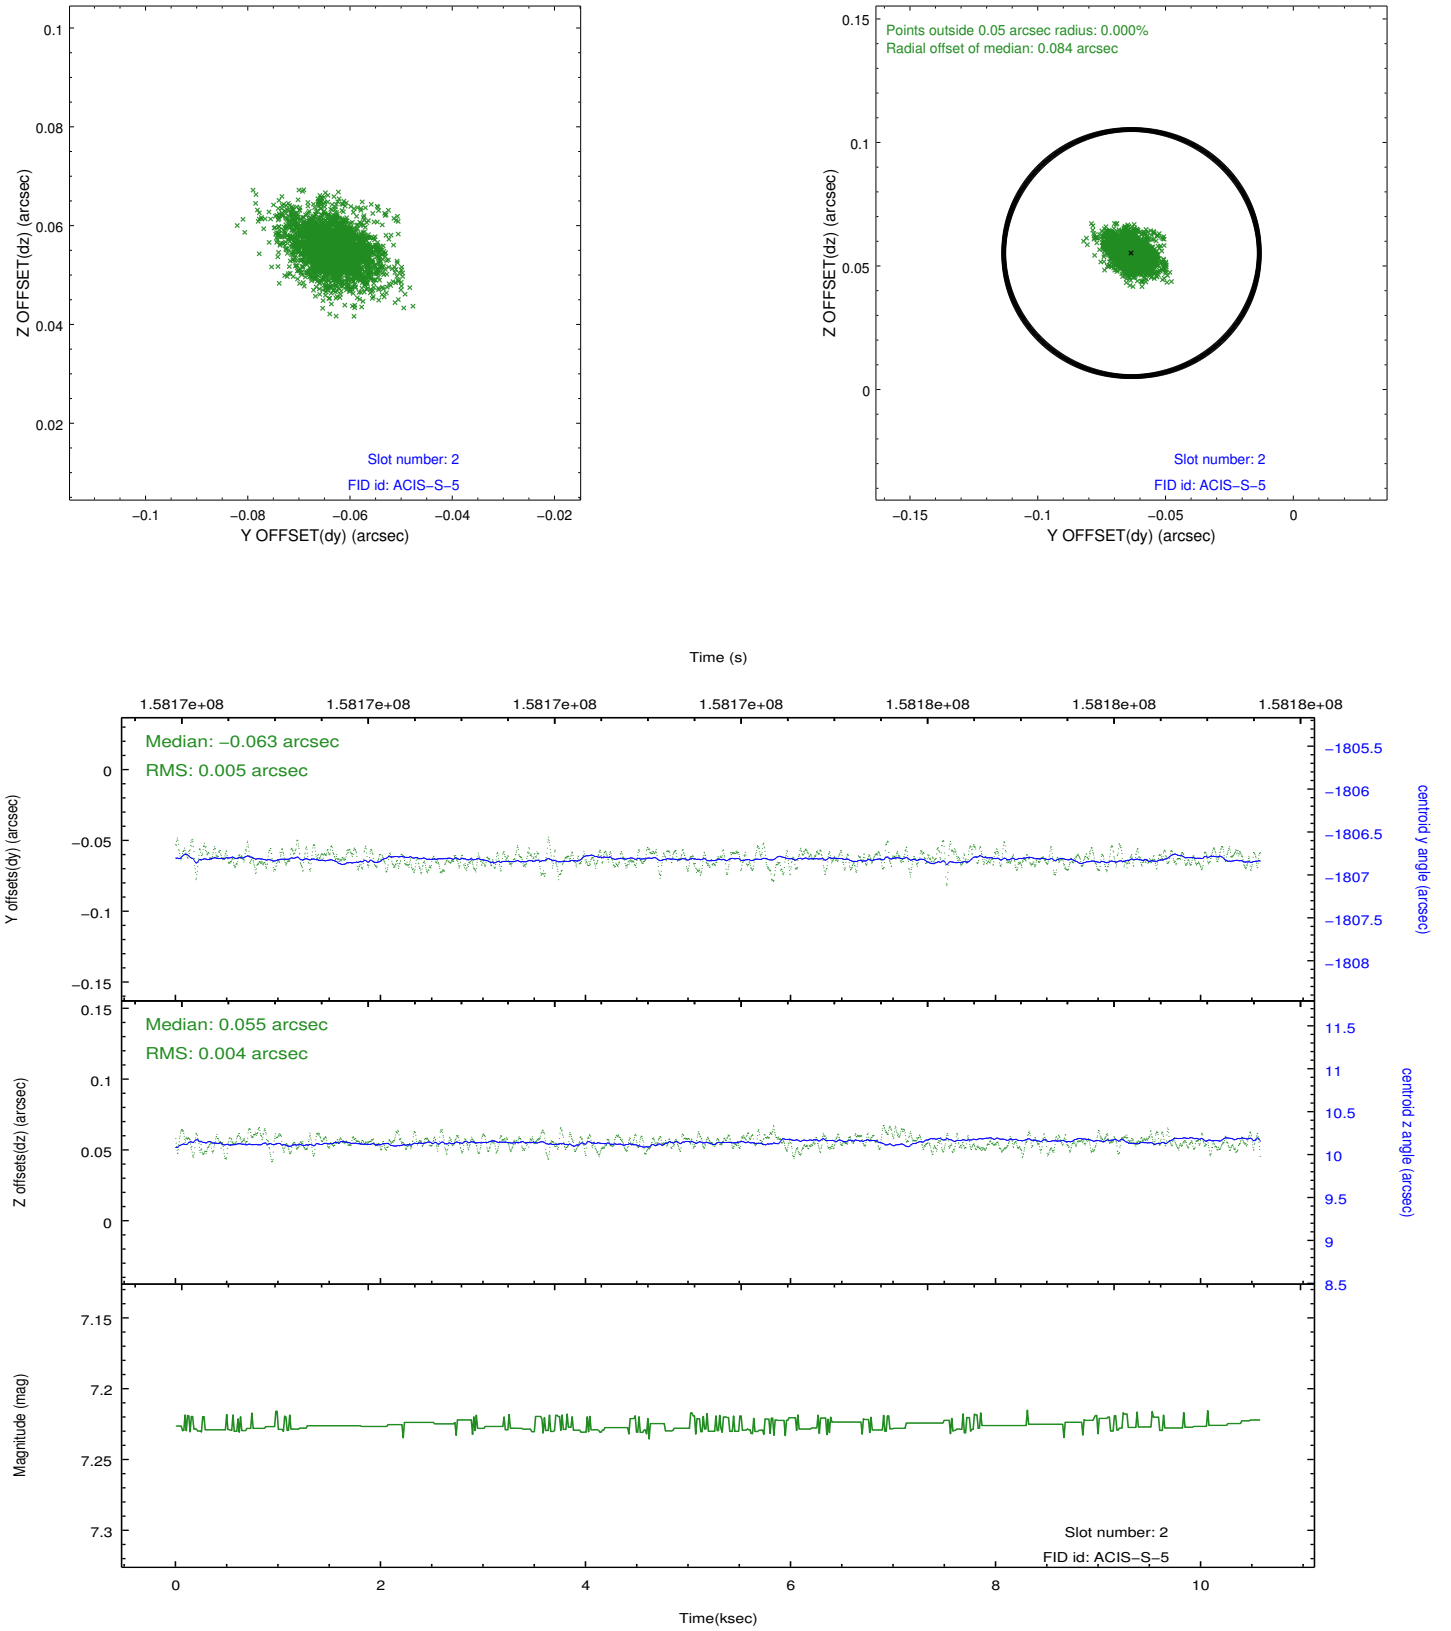 0.1
0.08
0.06
0.04
0.02
Z OFFSET(dz) (arcsec)
Slot number: 2
FID id: ACIS−S−5
−0.1
−0.08
−0.06
−0.04
−0.02
Y OFFSET(dy) (arcsec)
Points outside 0.05 arcsec radius: 0.000%
Radial offset of median: 0.084 arcsec
0.15
0.1
0.05
0
Z OFFSET(dz) (arcsec)
Slot number: 2
FID id: ACIS−S−5
−0.15
−0.1
−0.05
0
Y OFFSET(dy) (arcsec)
Time (s)
1.5817e+08
1.5817e+08
1.5817e+08
1.5817e+08
1.5818e+08
1.5818e+08
1.5818e+08
Median: −0.063 arcsec
RMS: 0.005 arcsec
0
−0.05
−0.1
−0.15
Y offsets(dy) (arcsec)
−1805.5
−1806
−1806.5
−1807
−1807.5
−1808
centroid y angle (arcsec)
Median: 0.055 arcsec
RMS: 0.004 arcsec
0.15
0.1
0.05
0
Z offsets(dz) (arcsec)
11.5
11
10.5
10
9.5
9
8.5
centroid z angle (arcsec)
7.15
7.2
7.25
7.3
Magnitude (mag)
Slot number: 2
FID id: ACIS−S−5
0
2
4
6
8
10
Time(ksec)